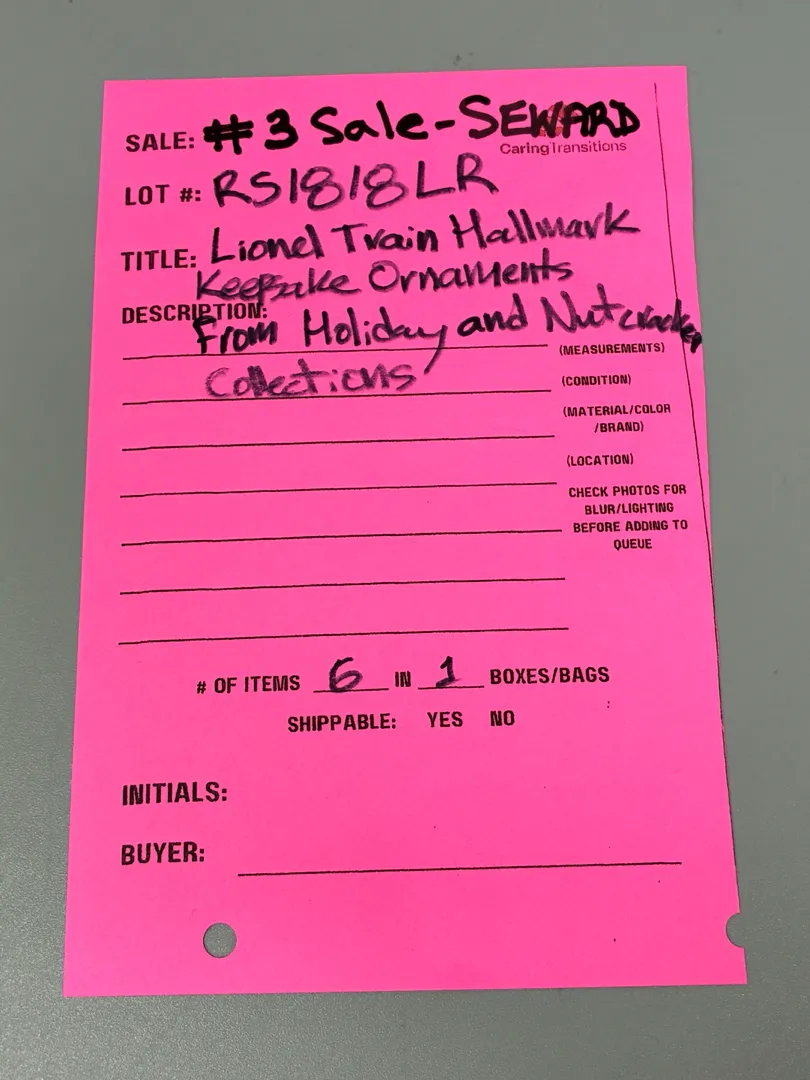 SALE: #3 Sale-SEWARD
Caring Transitions
LOT #: RS1818LR
TITLE: Lionel Train Hallmark
Keepsake Ornaments
DESCRIPTION:
From Holiday and Nutcracker
(MEASUREMENTS)
Collections
(CONDITION)
(MATERIAL/COLOR
/BRAND)
(LOCATION)
CHECK PHOTOS FOR
BLUR/LIGHTING
BEFORE ADDING TO
QUEUE
# OF ITEMS 6 IN 1 BOXES/BAGS
SHIPPABLE: YES NO
INITIALS:
BUYER: